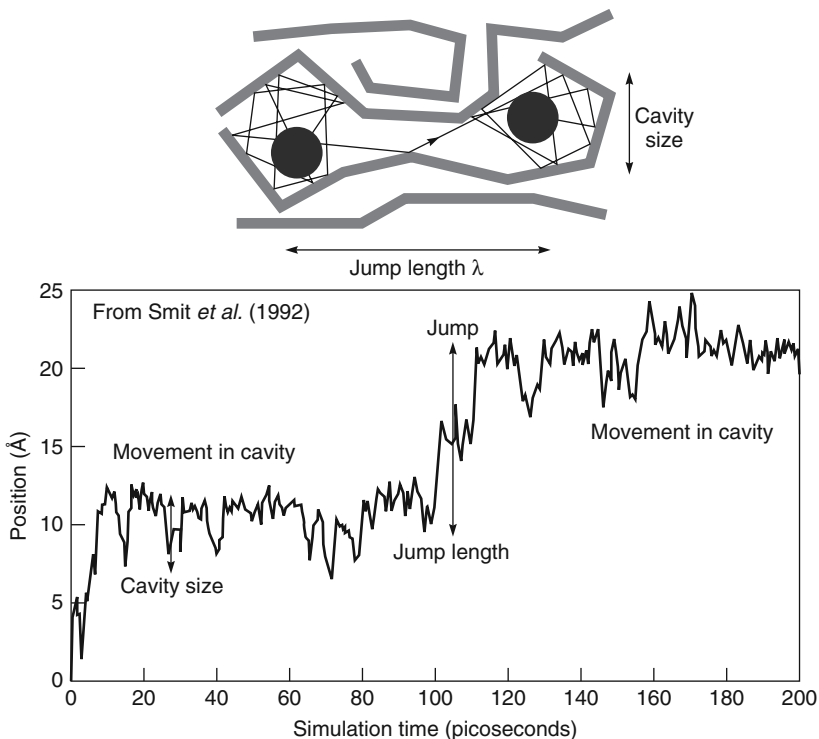 Cavity
size
Jump length λ
From Smit et al. (1992)
25
20
15
10
5
0
Position (Å)
Jump
Movement in cavity
Movement in cavity
Jump length
Cavity size
0 20 40 60 80 100 120 140 160 180 200
Simulation time (picoseconds)